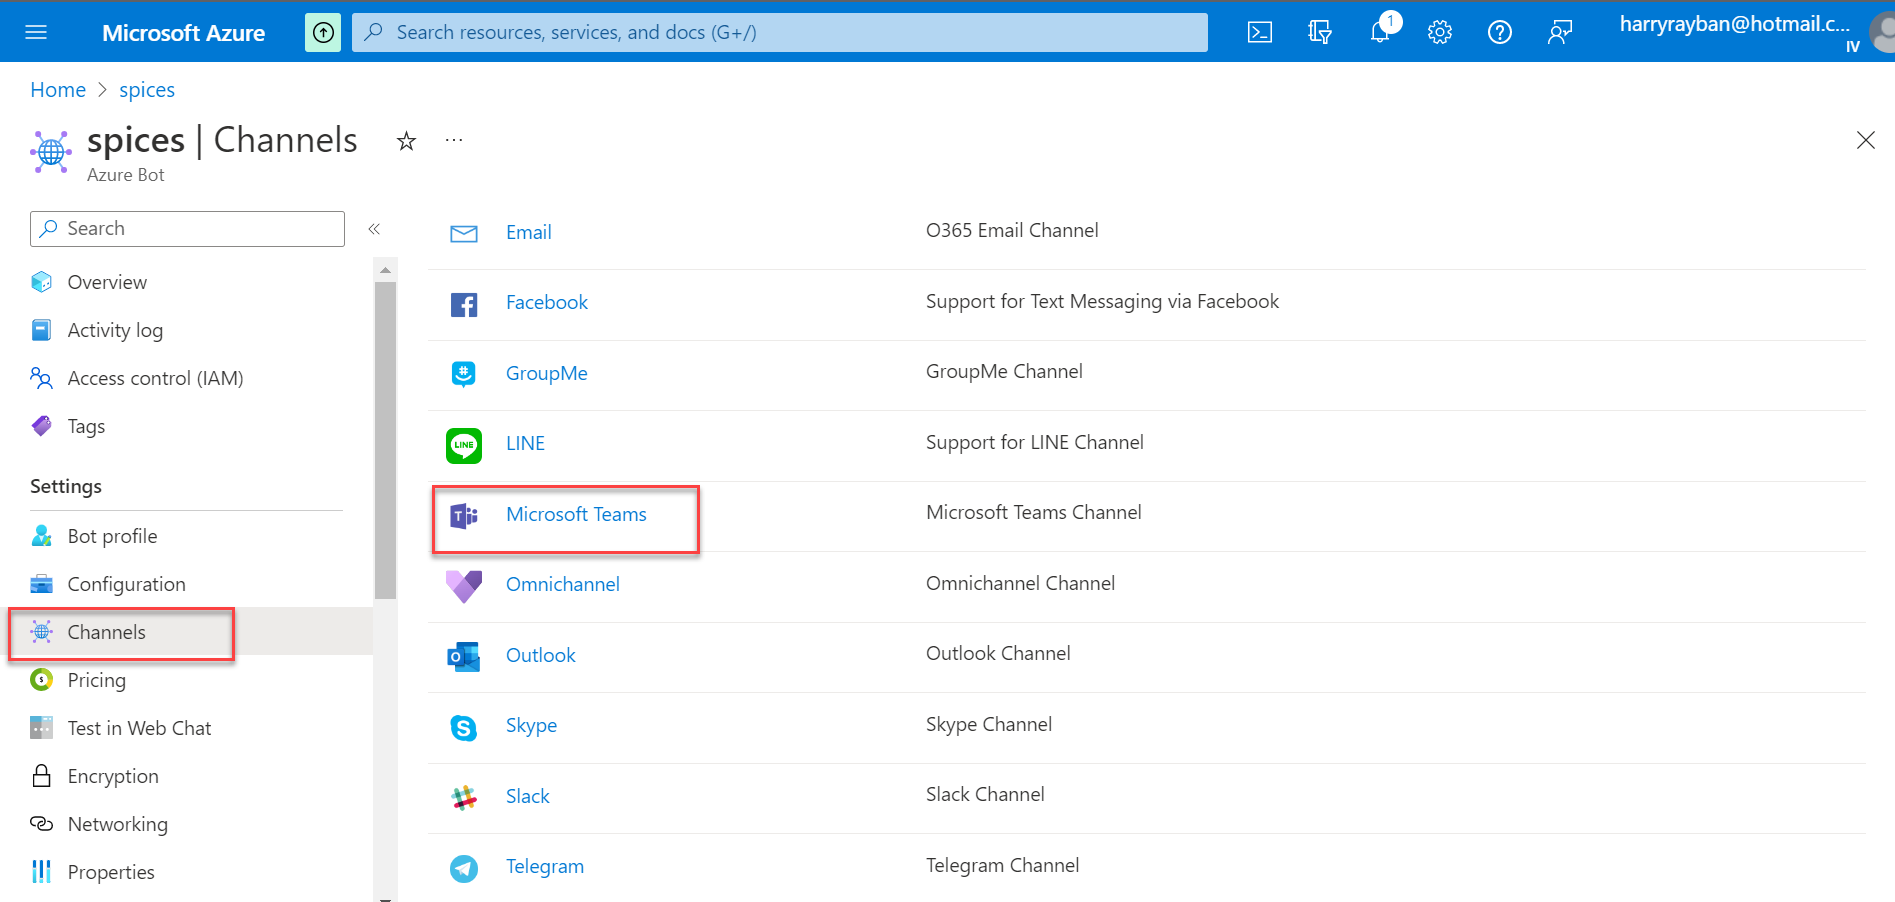 Microsoft Azure
Search resources, services, and docs (G+/)
1
harryrayban@hotmail.c...
IV
Home > spices
spices | Channels
...
Azure Bot
Search
«
Overview
Activity log
Access control (IAM)
Tags
Settings
Bot profile
Configuration
Channels
Pricing
Test in Web Chat
Encryption
Networking
Properties
Email O365 Email Channel
Facebook Support for Text Messaging via Facebook
GroupMe GroupMe Channel
LINE LINE Support for LINE Channel
Microsoft Teams Microsoft Teams Channel
Omnichannel Omnichannel Channel
Outlook Outlook Channel
Skype Skype Channel
Slack Slack Channel
Telegram Telegram Channel